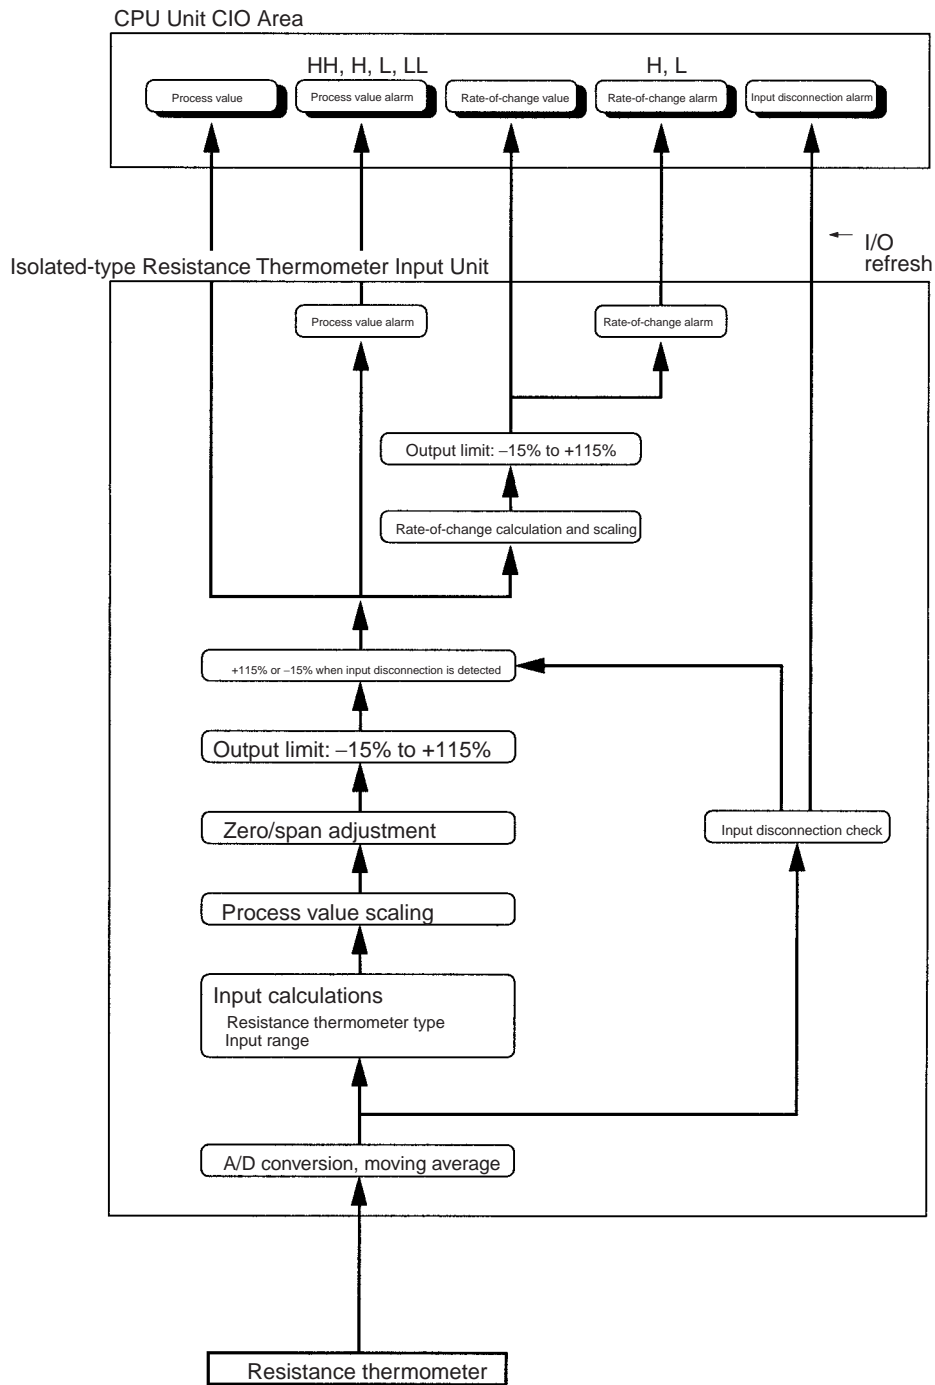 CPU Unit CIO Area
HH, H, L, LL
H, L
Process value
Process value alarm
Rate-of-change value
Rate-of-change alarm
Input disconnection alarm
I/O
refresh
Isolated-type Resistance Thermometer Input Unit
Process value alarm
Rate-of-change alarm
Output limit: –15% to +115%
Rate-of-change calculation and scaling
+115% or –15% when input disconnection is detected
Output limit: –15% to +115%
Zero/span adjustment
Input disconnection check
Process value scaling
Input calculations
Resistance thermometer type
Input range
A/D conversion, moving average
Resistance thermometer